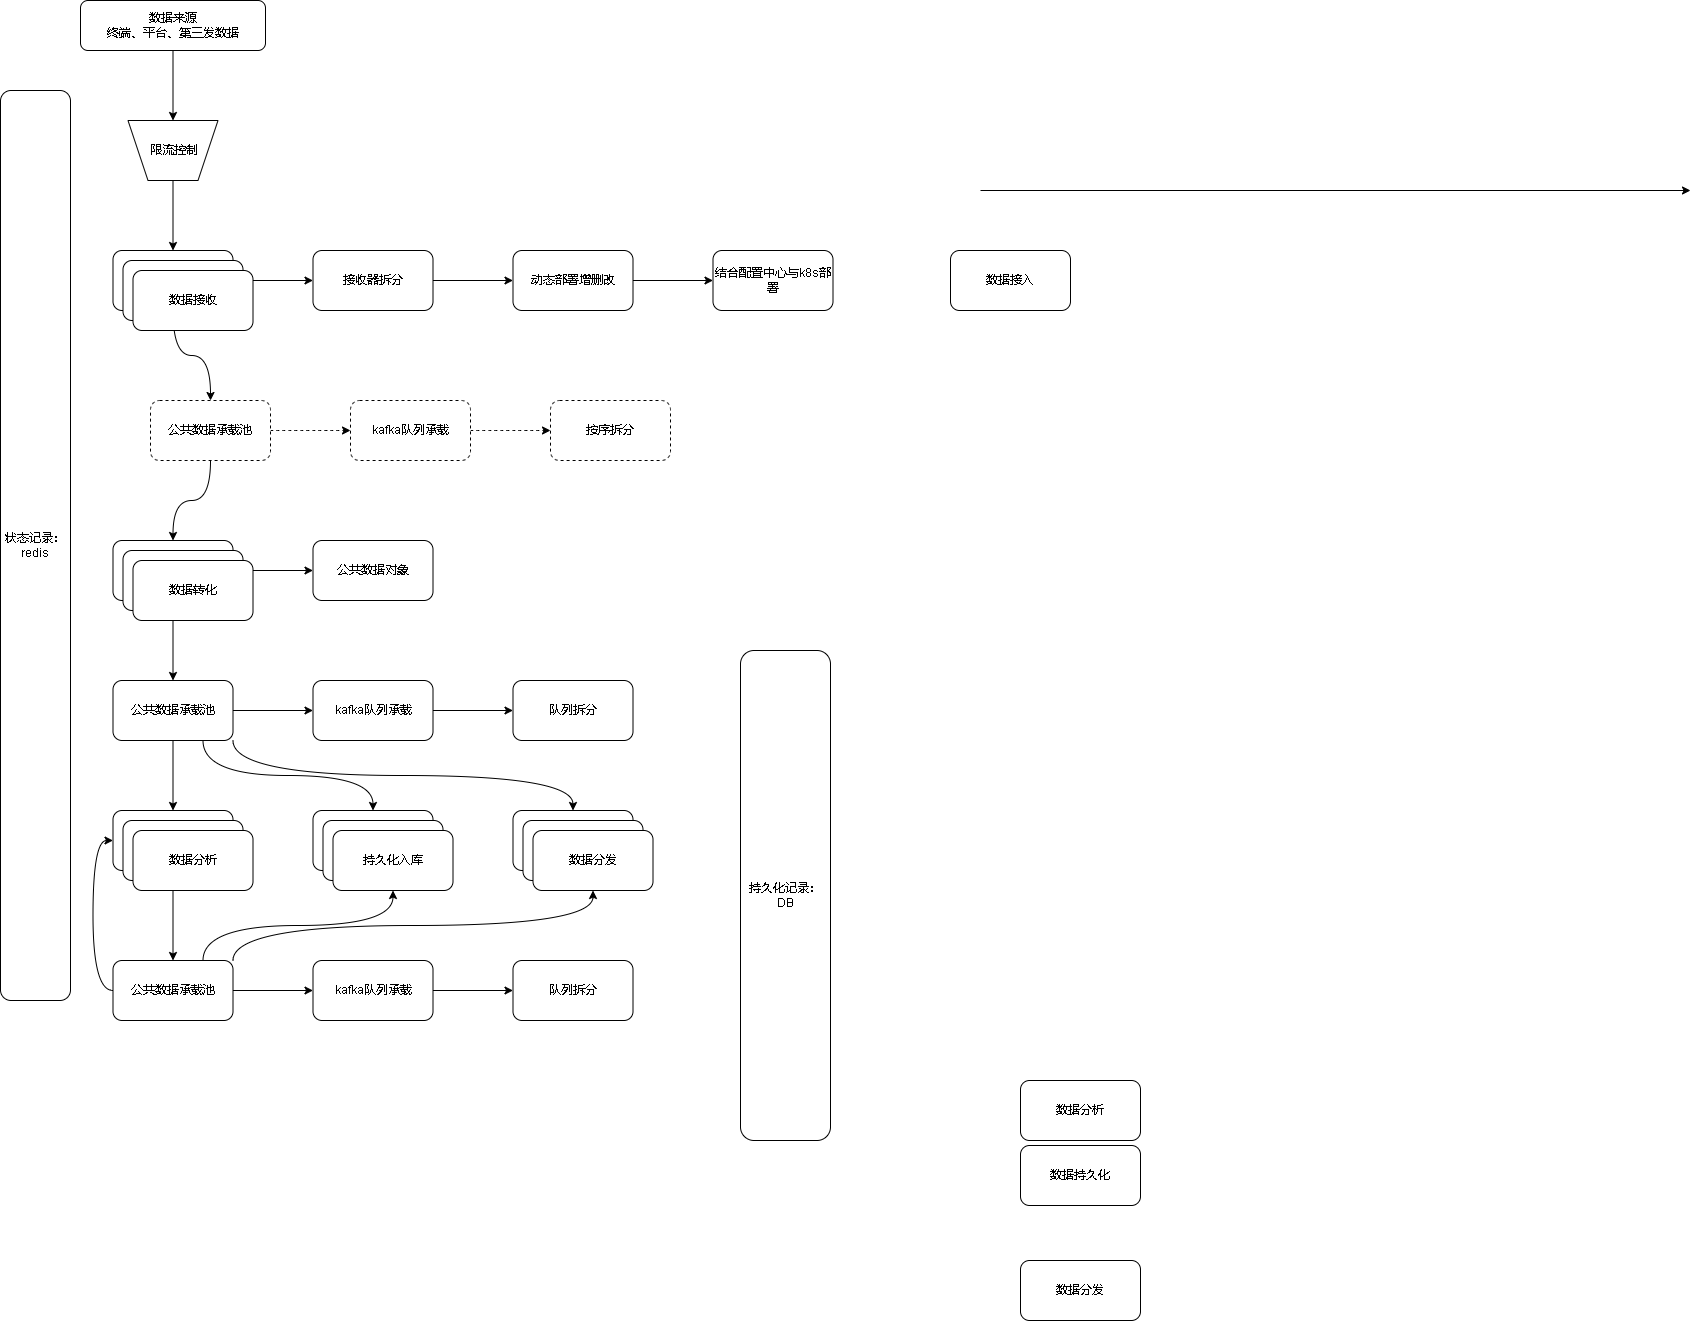 数据来源
终端、平台、第三发数据
限流控制
数据接收
接收器拆分
动态部署增删改
结合配置中心与k8s部
署
数据接入
公共数据承载池
kafka队列承载
按序拆分
状态记录：
redis
数据转化
公共数据对象
公共数据承载池
kafka队列承载
队列拆分
数据分析
持久化入库
数据分发
持久化记录：
DB
公共数据承载池
kafka队列承载
队列拆分
数据分析
数据持久化
数据分发